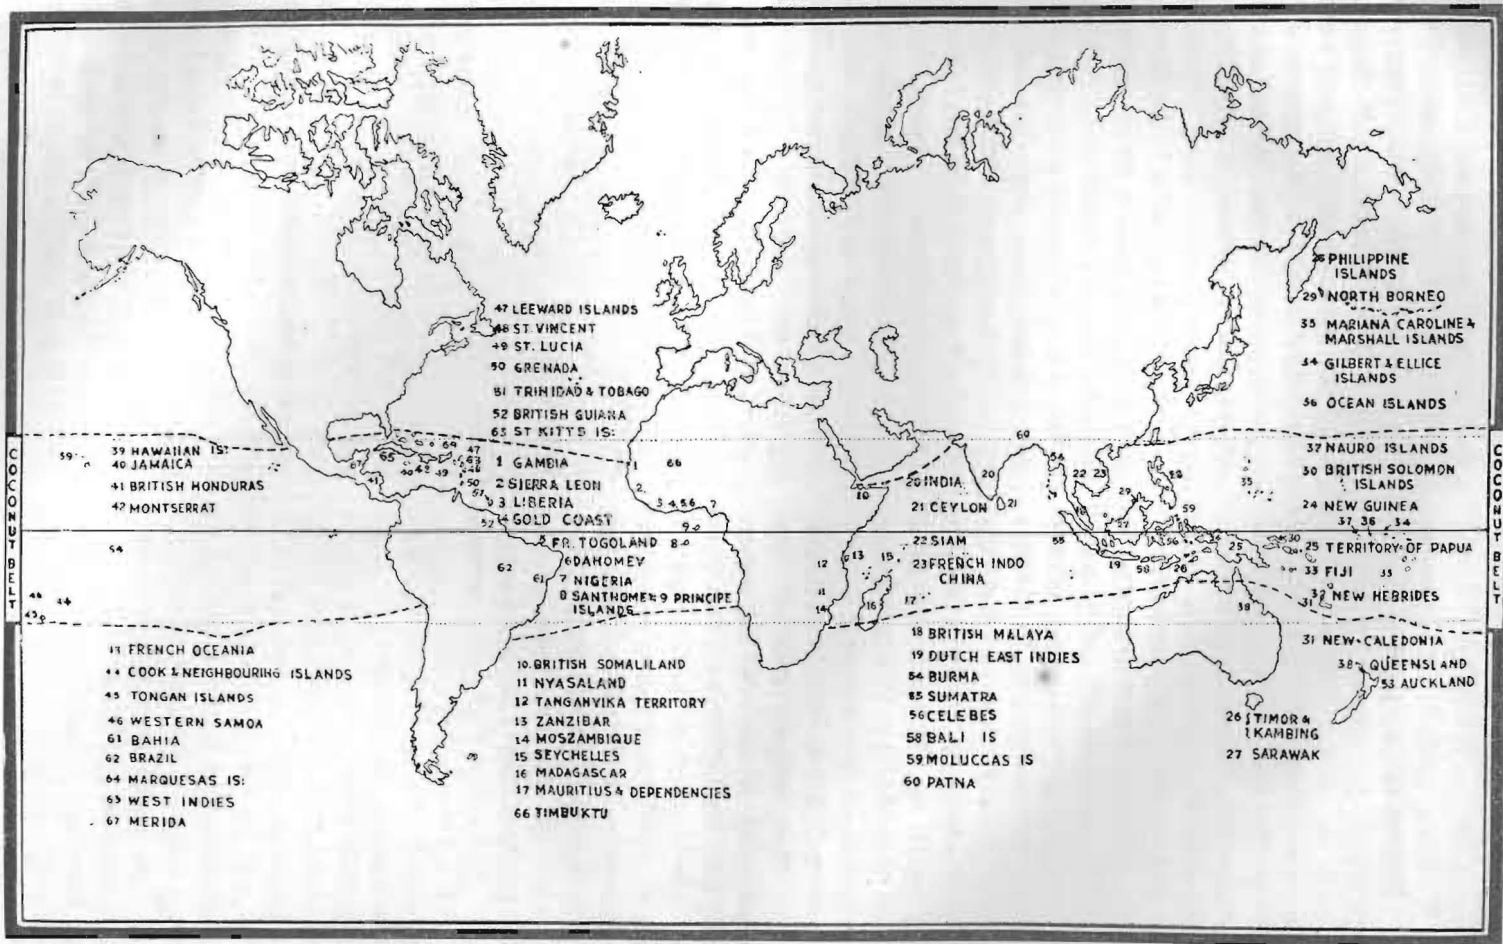 PHILIPPINE
ISLANDS
29 NORTH BORNEO
35 MARIANA CAROLINE &
MARSHALL ISLANDS
34 GILBERT & ELLICE
ISLANDS
36 OCEAN ISLANDS
37 NAURO ISLANDS
30 BRITISH SOLOMON
ISLANDS
24 NEW GUINEA
37 36 34
25 TERRITORY OF PAPUA
33 FIJI 35
32 NEW HEBRIDES
31 NEW CALEDONIA
38 QUEENSLAND
53 AUCKLAND
26 TIMOR &
KAMBING
27 SARAWAK
47 LEEWARD ISLANDS
48 ST. VINCENT
49 ST. LUCIA
50 GRENADA
51 TRINIDAD & TOBAGO
52 BRITISH GUIANA
63 ST KITTS IS:
1 GAMBIA
2 SIERRA LEON
3 LIBERIA
4 GOLD COAST
5 FR. TOGOLAND
6 DAHOMEY
7 NIGERIA
8 SANTHOME & 9 PRINCIPE
ISLANDS
10 BRITISH SOMALILAND
11 NYASALAND
12 TANGANYIKA TERRITORY
13 ZANZIBAR
14 MOSZAMBIQUE
15 SEYCHELLES
16 MADAGASCAR
17 MAURITIUS & DEPENDENCIES
66 TIMBUKTU
COCONUT BELT
39 HAWAIIAN IS:
40 JAMAICA
41 BRITISH HONDURAS
42 MONTSERRAT
43 FRENCH OCEANIA
44 COOK & NEIGHBOURING ISLANDS
45 TONGAN ISLANDS
46 WESTERN SAMOA
61 BAHIA
62 BRAZIL
64 MARQUESAS IS:
65 WEST INDIES
67 MERIDA
20 INDIA
21 CEYLON
22 SIAM
23 FRENCH INDO
CHINA
18 BRITISH MALAYA
19 DUTCH EAST INDIES
54 BURMA
55 SUMATRA
56 CELEBES
58 BALI IS
59 MOLUCCAS IS
60 PATNA
COCONUT BELT